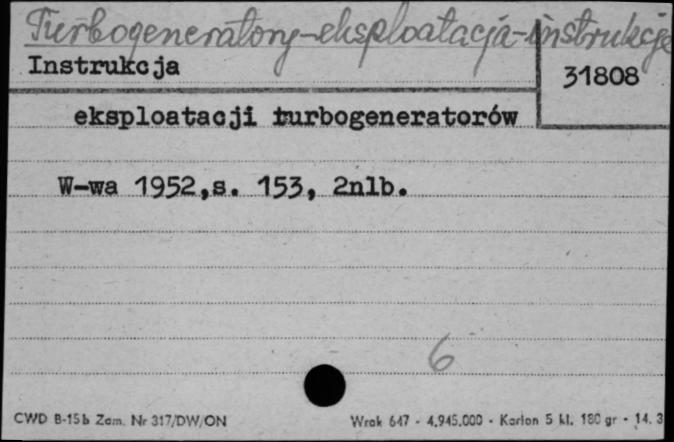 Turbogeneratory-eksploatacja-instrukcje
Instrukcja
31808
eksploatacji turbogeneratorów
W-wa 1952,s. 153, 2nlb.
6
CWD B-15b Zam. Nr 317/DW/ON
Wrak 647 - 4.945.000 - Karton 5 kl. 180 gr - 14. 3